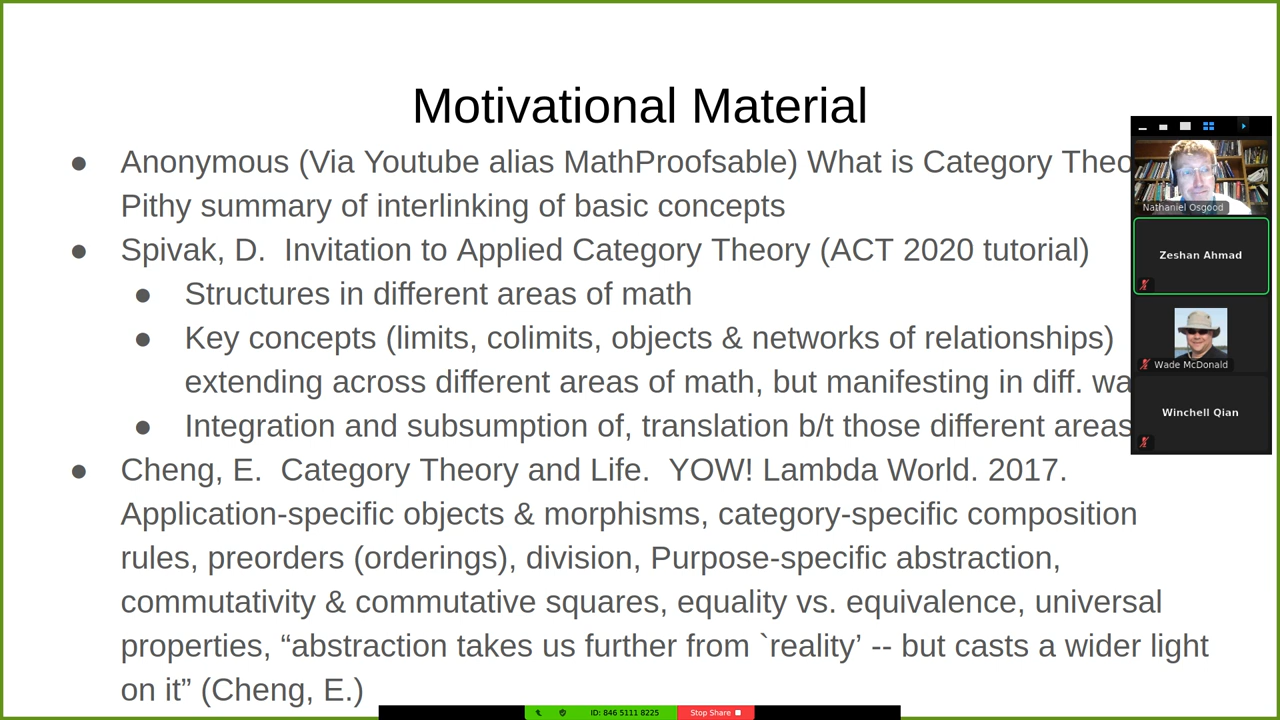 Motivational Material
● Anonymous (Via Youtube alias MathProofsable) What is Category
Pithy summary of interlinking of basic concepts
● Spivak, D. Invitation to Applied Category Theory (ACT 2020 tutorial)
● Structures in different areas of math
● Key concepts (limits, colimits, objects & networks of relationships)
extending across different areas of math, but manifesting in diff.
● Integration and subsumption of, translation b/t those different areas
● Cheng, E. Category Theory and Life. YOW! Lambda World. 2017.
Application-specific objects & morphisms, category-specific composition
rules, preorders (orderings), division, Purpose-specific abstraction,
commutativity & commutative squares, equality vs. equivalence, universal
properties, “abstraction takes us further from `reality’ -- but casts a wider light
on it” (Cheng, E.)
Nathaniel Osgood
Zeshan Ahmad
Wade McDonald
Winchell Qian
ID: 846 5111 8225 Stop Share